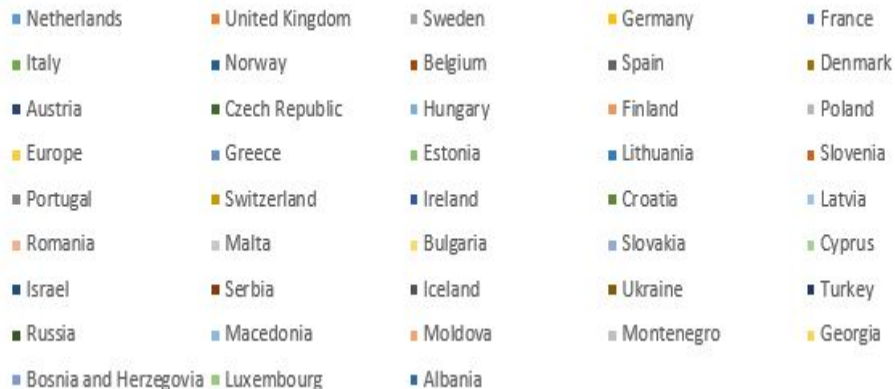 Netherlands United Kingdom Sweden Germany France
Italy Norway Belgium Spain Denmark
Austria Czech Republic Hungary Finland Poland
Europe Greece Estonia Lithuania Slovenia
Portugal Switzerland Ireland Croatia Latvia
Romania Malta Bulgaria Slovakia Cyprus
Israel Serbia Iceland Ukraine Turkey
Russia Macedonia Moldova Montenegro Georgia
Bosnia and Herzegovia Luxembourg Albania